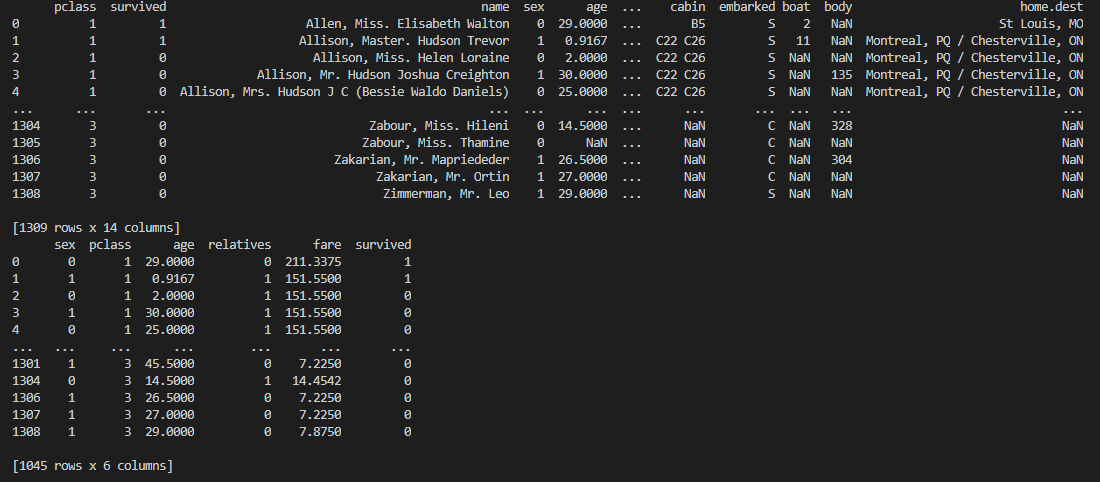 pclass survived name sex age ... cabin embarked boat body home.dest
0 1 1 Allen, Miss. Elisabeth Walton 0 29.0000 ... B5 S 2 NaN St Louis, MO
1 1 1 Allison, Master. Hudson Trevor 1 0.9167 ... C22 C26 S 11 NaN Montreal, PQ / Chesterville, ON
2 1 0 Allison, Miss. Helen Loraine 0 2.0000 ... C22 C26 S NaN NaN Montreal, PQ / Chesterville, ON
3 1 0 Allison, Mr. Hudson Joshua Creighton 1 30.0000 ... C22 C26 S NaN 135 Montreal, PQ / Chesterville, ON
4 1 0 Allison, Mrs. Hudson J C (Bessie Waldo Daniels) 0 25.0000 ... C22 C26 S NaN NaN Montreal, PQ / Chesterville, ON
... ... ... ... ... ... ... ... ... ... ... ...
1304 3 0 Zabour, Miss. Hileni 0 14.5000 ... NaN C NaN 328 NaN
1305 3 0 Zabour, Miss. Thamine 0 NaN ... NaN C NaN NaN NaN
1306 3 0 Zakarian, Mr. Mapriededer 1 26.5000 ... NaN C NaN 304 NaN
1307 3 0 Zakarian, Mr. Ortin 1 27.0000 ... NaN C NaN NaN NaN
1308 3 0 Zimmerman, Mr. Leo 1 29.0000 ... NaN S NaN NaN NaN
[1309 rows x 14 columns]
sex pclass age relatives fare survived
0 0 1 29.0000 0 211.3375 1
1 1 1 0.9167 1 151.5500 1
2 0 1 2.0000 1 151.5500 0
3 1 1 30.0000 1 151.5500 0
4 0 1 25.0000 1 151.5500 0
... ... ... ... ... ... ...
1301 1 3 45.5000 0 7.2250 0
1304 0 3 14.5000 1 14.4542 0
1306 1 3 26.5000 0 7.2250 0
1307 1 3 27.0000 0 7.2250 0
1308 1 3 29.0000 0 7.8750 0
[1045 rows x 6 columns]